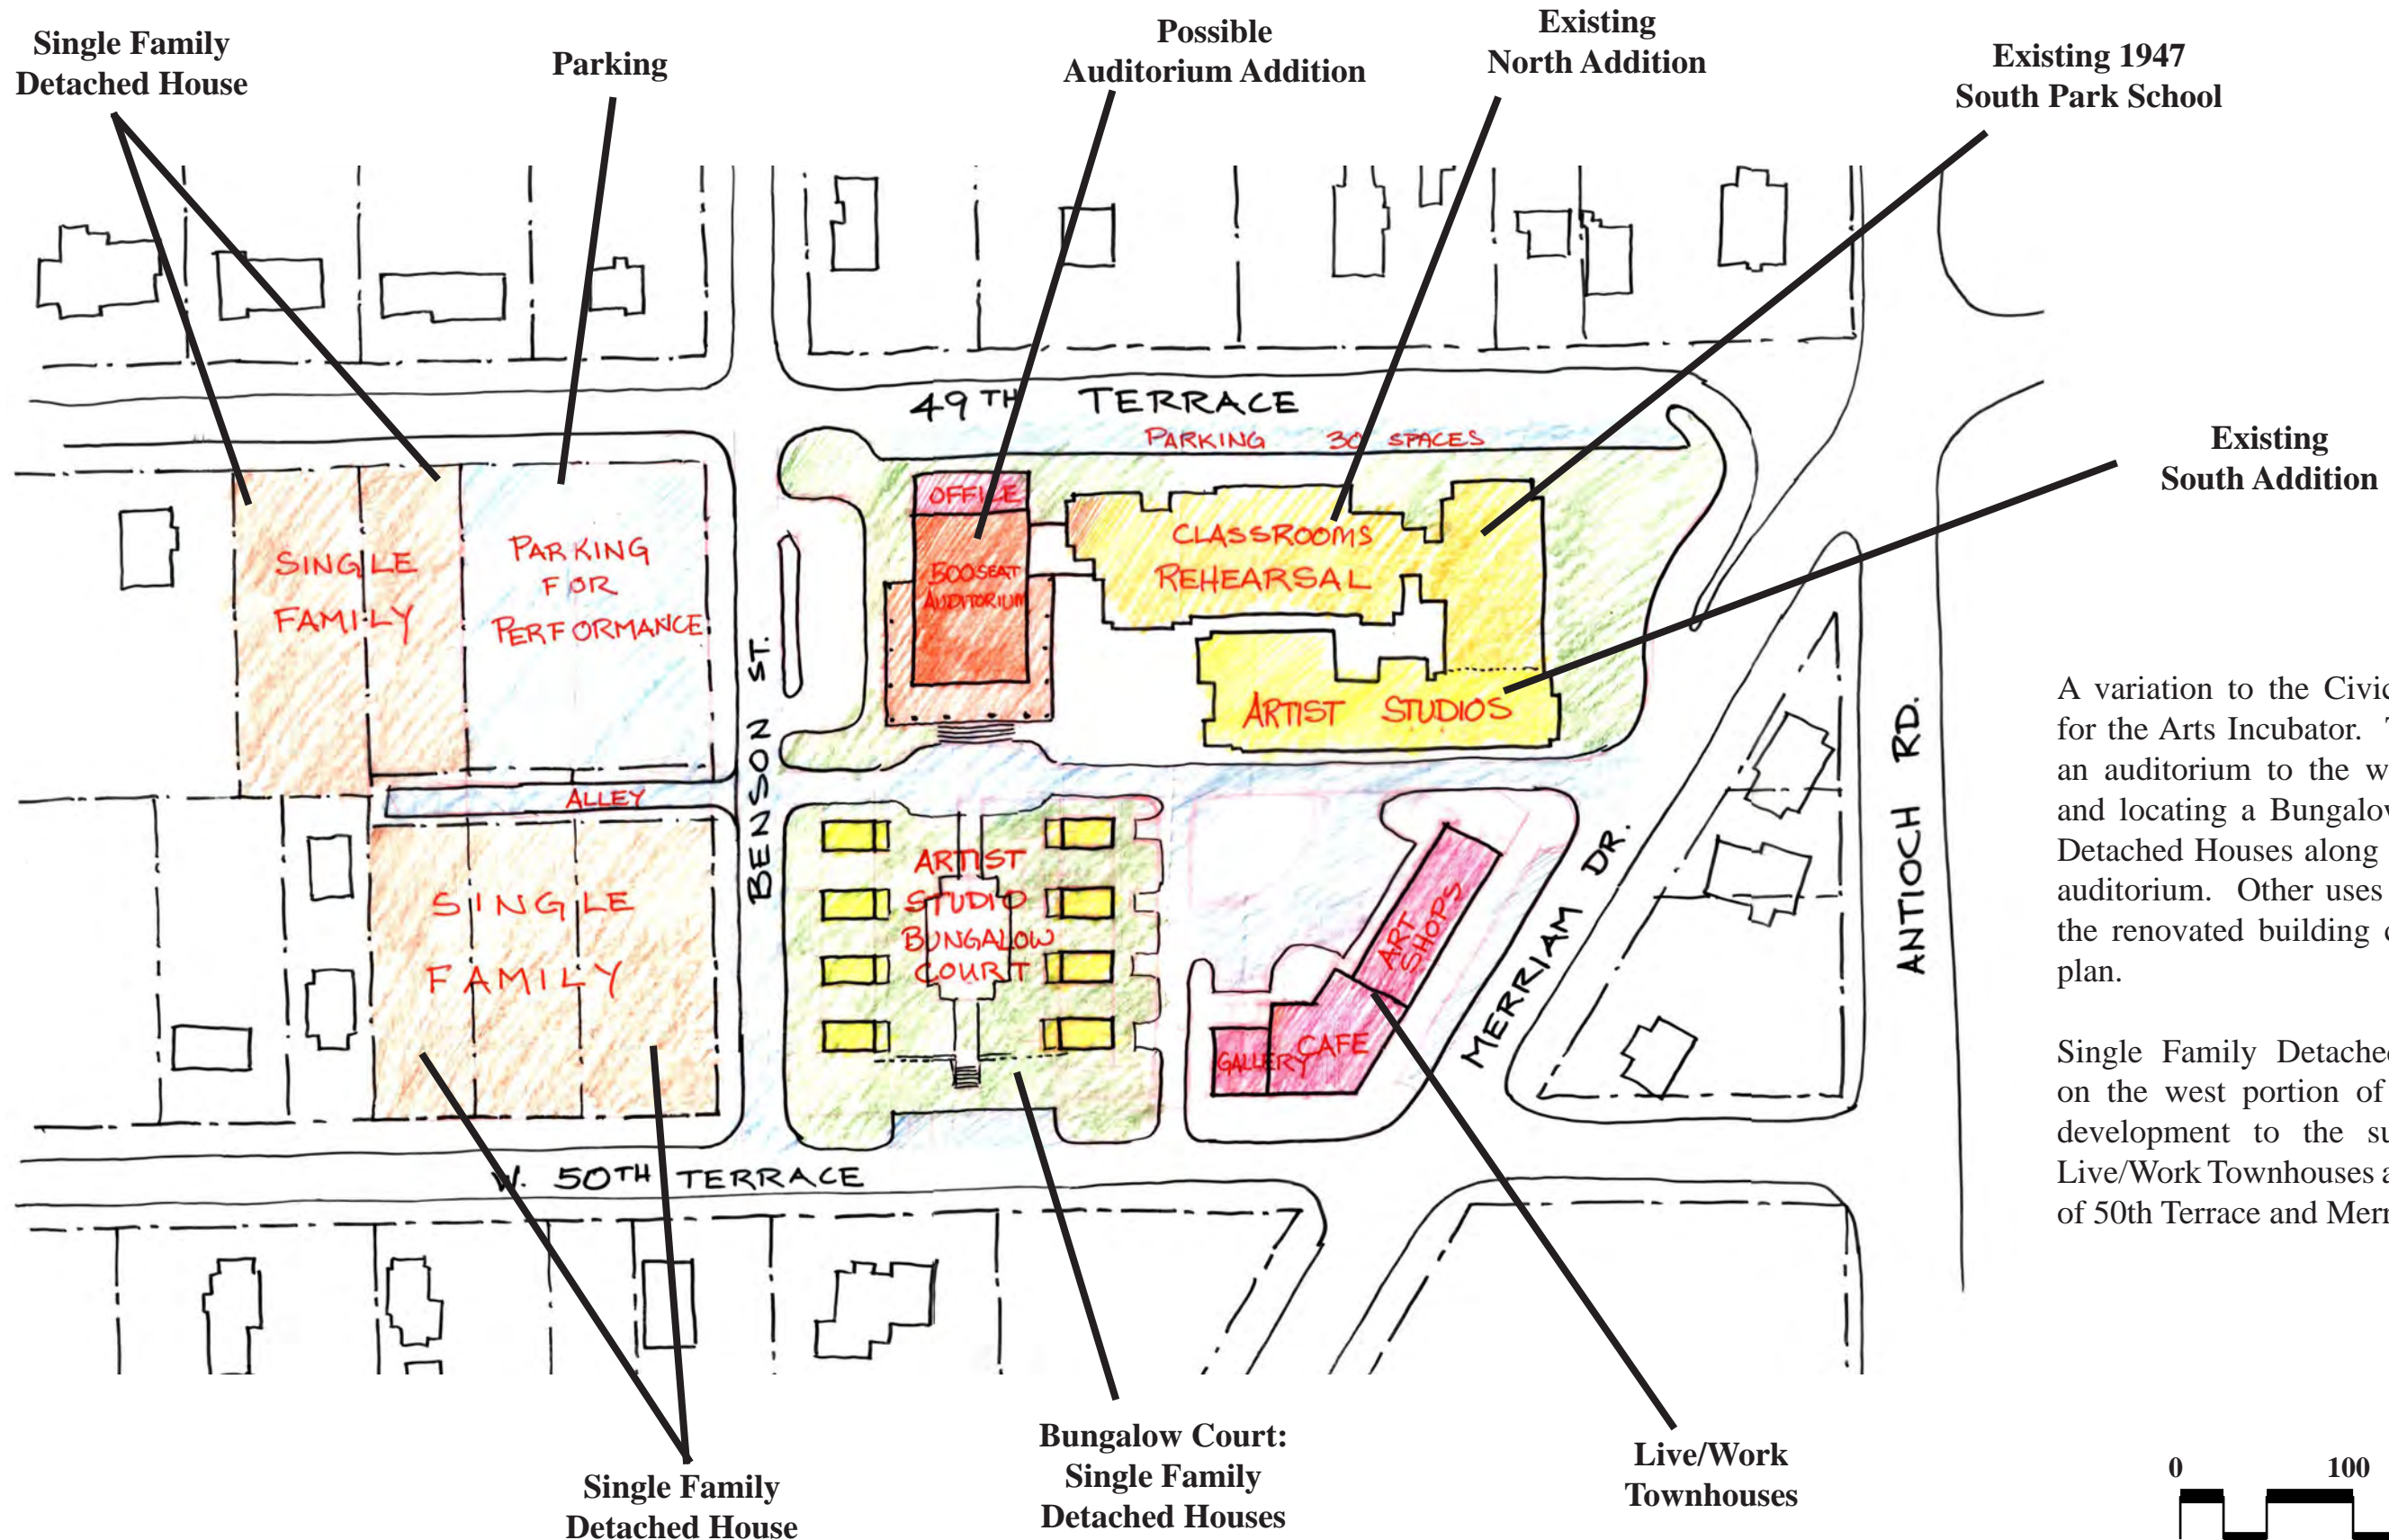 Single Family
Detached House
Parking
Possible
Auditorium Addition
Existing
North Addition
Existing 1947
South Park School
Existing
South Addition
49TH TERRACE
PARKING 30 SPACES
OFFICE
500 SEAT
AUDITORIUM
CLASSROOMS
REHEARSAL
ARTIST STUDIOS
SINGLE
FAMILY
PARKING
FOR
PERFORMANCE
ALLEY
BENSON ST.
SINGLE
FAMILY
ARTIST
STUDIO
BUNGALOW
COURT
ART
SHOPS
CAFE
GALLERY
MERRIAM DR.
ANTIOCH RD.
W. 50TH TERRACE
A variation to the Civic
for the Arts Incubator. T
an auditorium to the w
and locating a Bungalow
Detached Houses along
auditorium. Other uses
the renovated building c
plan.
Single Family Detached
on the west portion of
development to the su
Live/Work Townhouses a
of 50th Terrace and Merr
Single Family
Detached House
Bungalow Court:
Single Family
Detached Houses
Live/Work
Townhouses
0 100